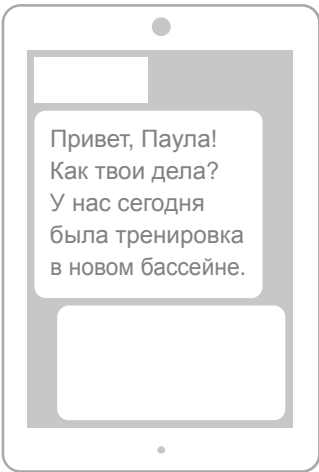 Привет, Паула!
Как твои дела?
У нас сегодня
была тренировка
в новом бассейне.